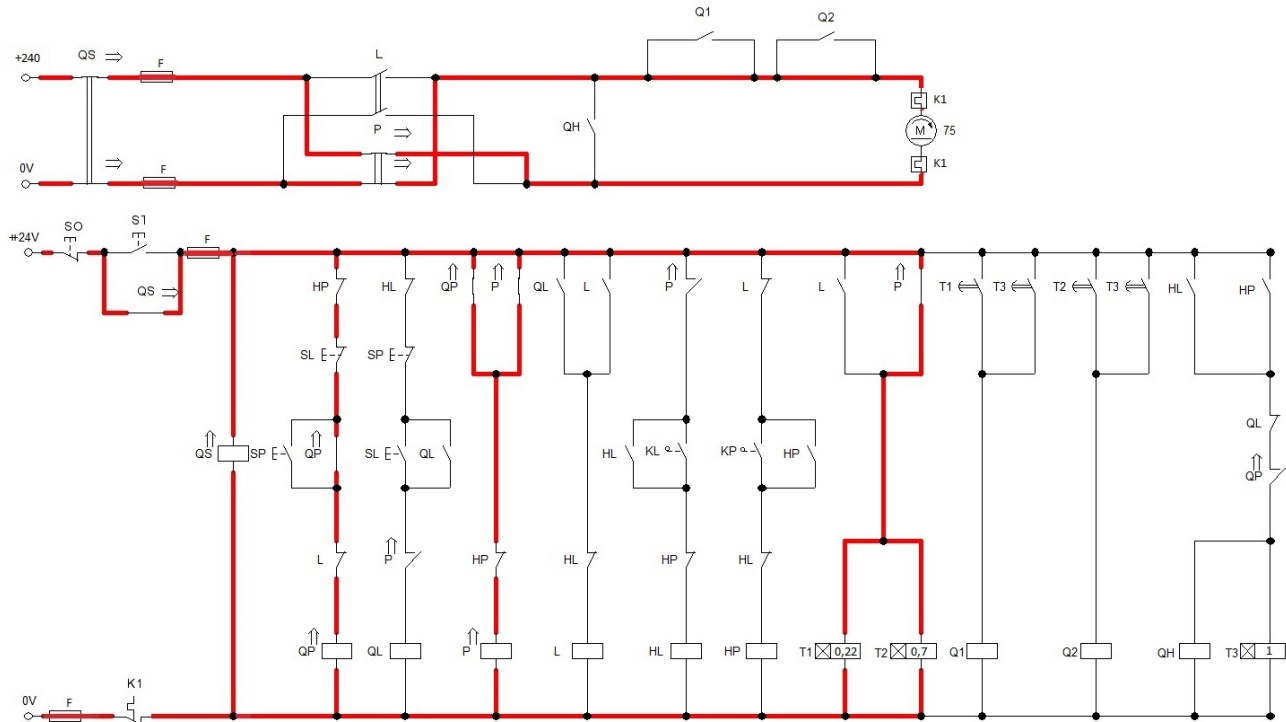 Q1 Q2
+240 QS L
F
K1
P QH M 75
0V K1
F
SO S1
+24V F
QS
HP HL QP P QL L P L L P T1 T3 T2 T3 HL HP
SL SP
QL
QS SP QP SL QL HL KL KP HP
QP
L P HP HL HP HL
QP QL P L HL HP T1 0,22 T2 0,7 Q1 Q2 QH T3 1
K1
0V F